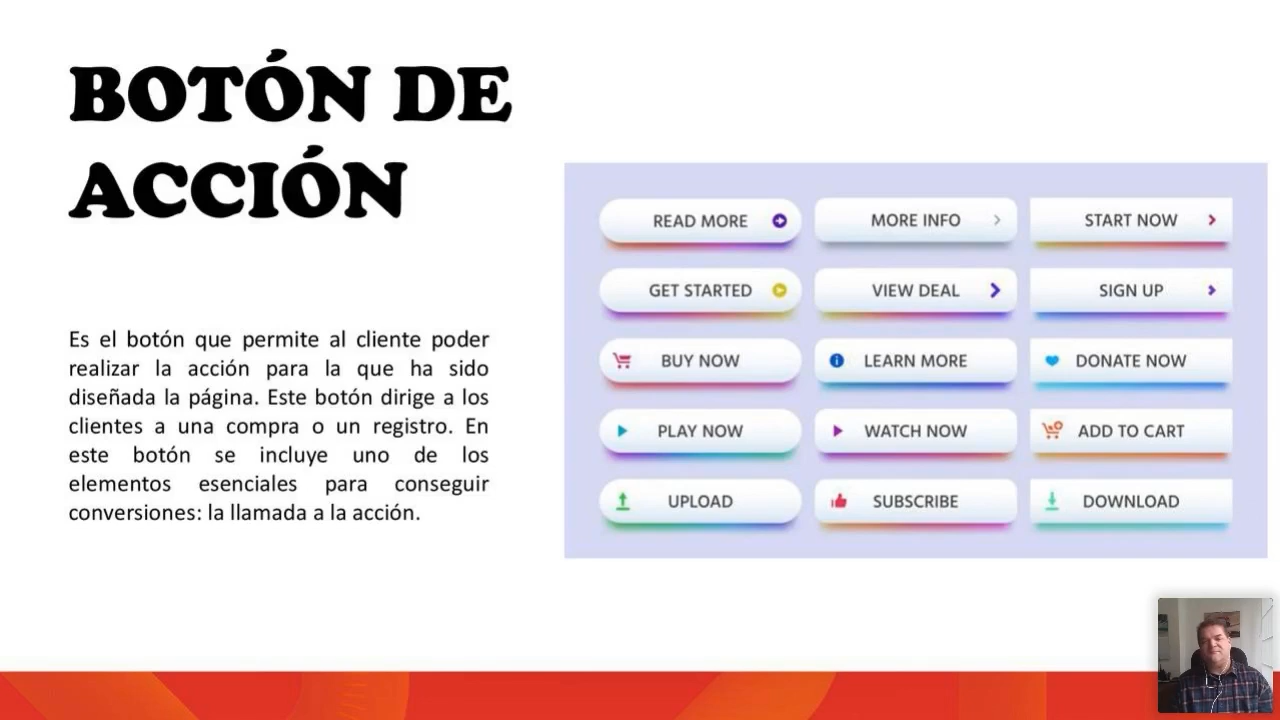 BOTÓN DE
ACCIÓN
Es el botón que permite al cliente poder
realizar la acción para la que ha sido
diseñada la página. Este botón dirige a los
clientes a una compra o un registro. En
este botón se incluye uno de los
elementos esenciales para conseguir
conversiones: la llamada a la acción.
READ MORE
MORE INFO
START NOW
GET STARTED
VIEW DEAL
SIGN UP
BUY NOW
LEARN MORE
DONATE NOW
PLAY NOW
WATCH NOW
ADD TO CART
UPLOAD
SUBSCRIBE
DOWNLOAD